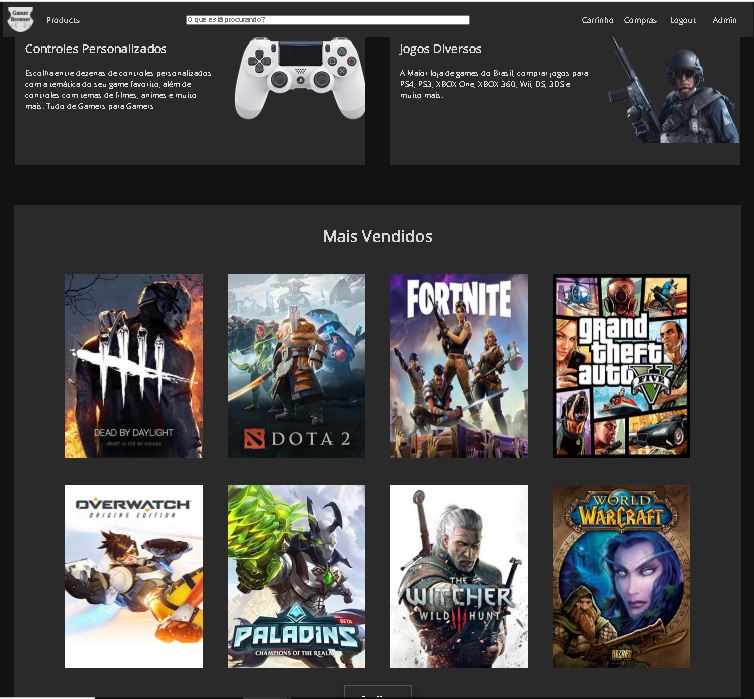 Gamer
Browser
Products
O que está procurando?
Carrinho
Compras
Logout
Admin
Controles Personalizados
Escolha entre dezenas de controles personalizados
com a temática do seu game favorito, além de
controles com temas de filmes, animes e muito
mais. Tudo de Gamers para Gamers
Jogos Diversos
A Maior loja de games do Brasil, comprar jogos para
PS4, PS3, XBOX One, XBOX 360, Wii, DS, 3DS e
muito mais.
Mais Vendidos
DEAD BY DAYLIGHT
death is not an escape
DOTA 2
FORTNITE
grand
theft
auto V
FIVE
OVERWATCH
ORIGINS EDITION
PALADINS
BETA
CHAMPIONS OF THE REALM
THE
WITCHER
WILD HUNT
WORLD
WARCRAFT
BLIZZARD